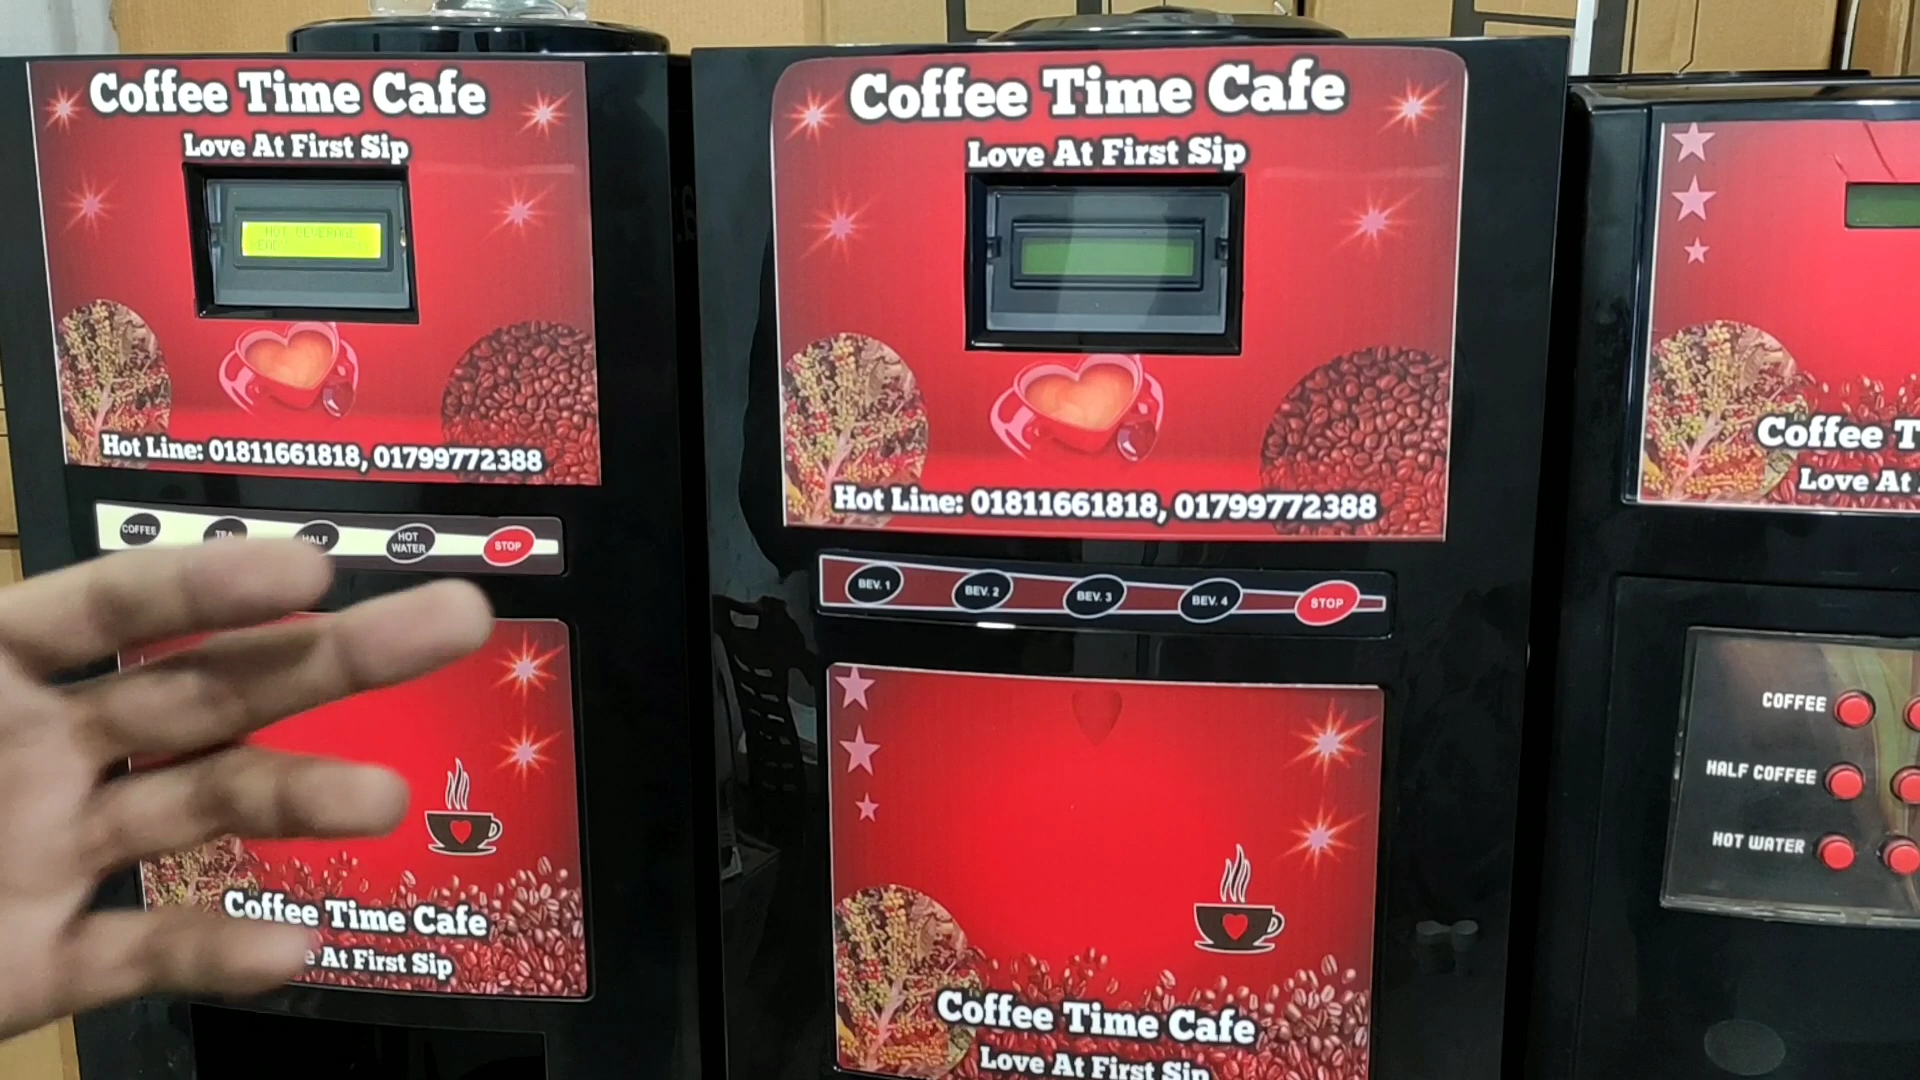 Coffee Time Cafe
Love At First Sip
HOT BEVERAGE
Hot Line: 01811661818, 01799772388
COFFEE
TEA
HALF
HOT WATER
STOP
Coffee Time Cafe
At First Sip
Coffee Time Cafe
Love At First Sip
Hot Line: 01811661818, 01799772388
BEV. 1
BEV. 2
BEV. 3
BEV. 4
STOP
Coffee Time Cafe
Love At First Sip
Coffee T
Love At
COFFEE
HALF COFFEE
HOT WATER